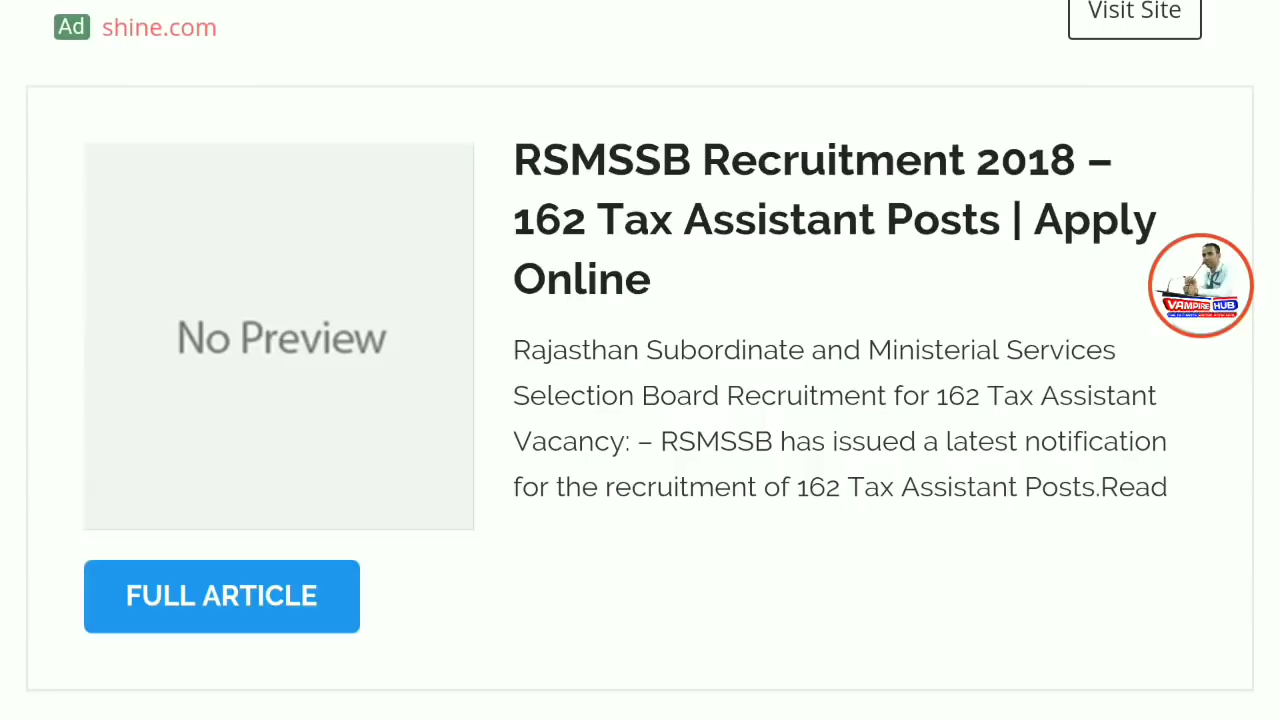 Ad shine.com
Visit Site
No Preview
RSMSSB Recruitment 2018 –
162 Tax Assistant Posts | Apply
Online
Rajasthan Subordinate and Ministerial Services
Selection Board Recruitment for 162 Tax Assistant
Vacancy: – RSMSSB has issued a latest notification
for the recruitment of 162 Tax Assistant Posts.Read
VAMPIRE HUB
FULL ARTICLE